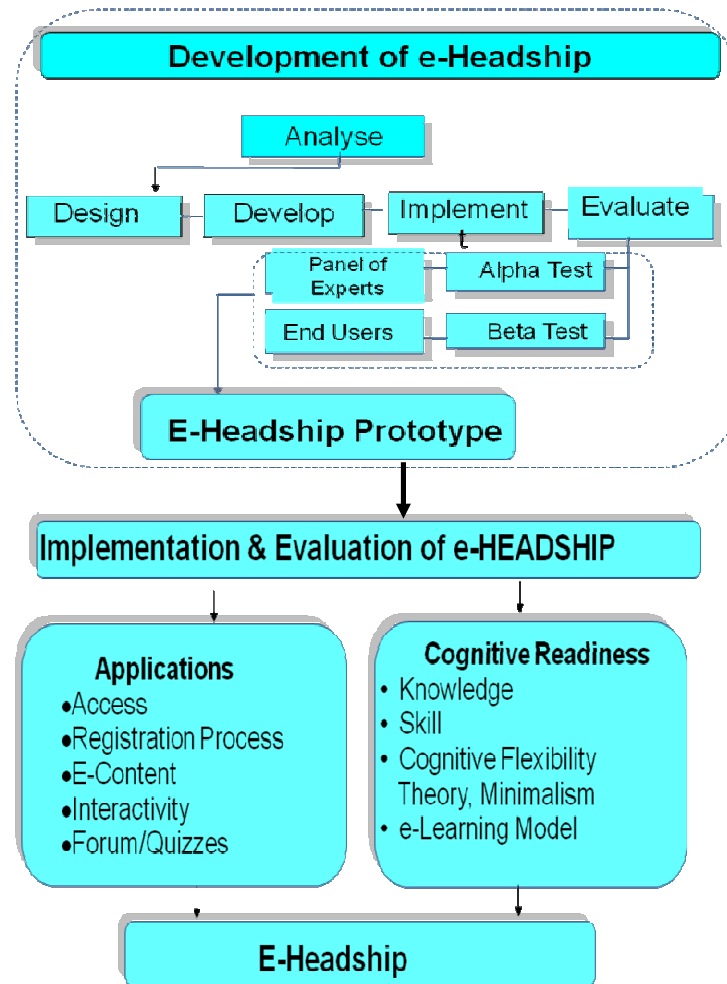 Development of e-Headship
Analyse
Design
Develop
Implement
Evaluate
Panel of
Experts
Alpha Test
End Users
Beta Test
E-Headship Prototype
Implementation & Evaluation of e-HEADSHIP
Applications
•Access
•Registration Process
•E-Content
•Interactivity
•Forum/Quizzes
Cognitive Readiness
• Knowledge
• Skill
• Cognitive Flexibility
Theory, Minimalism
• e-Learning Model
E-Headship